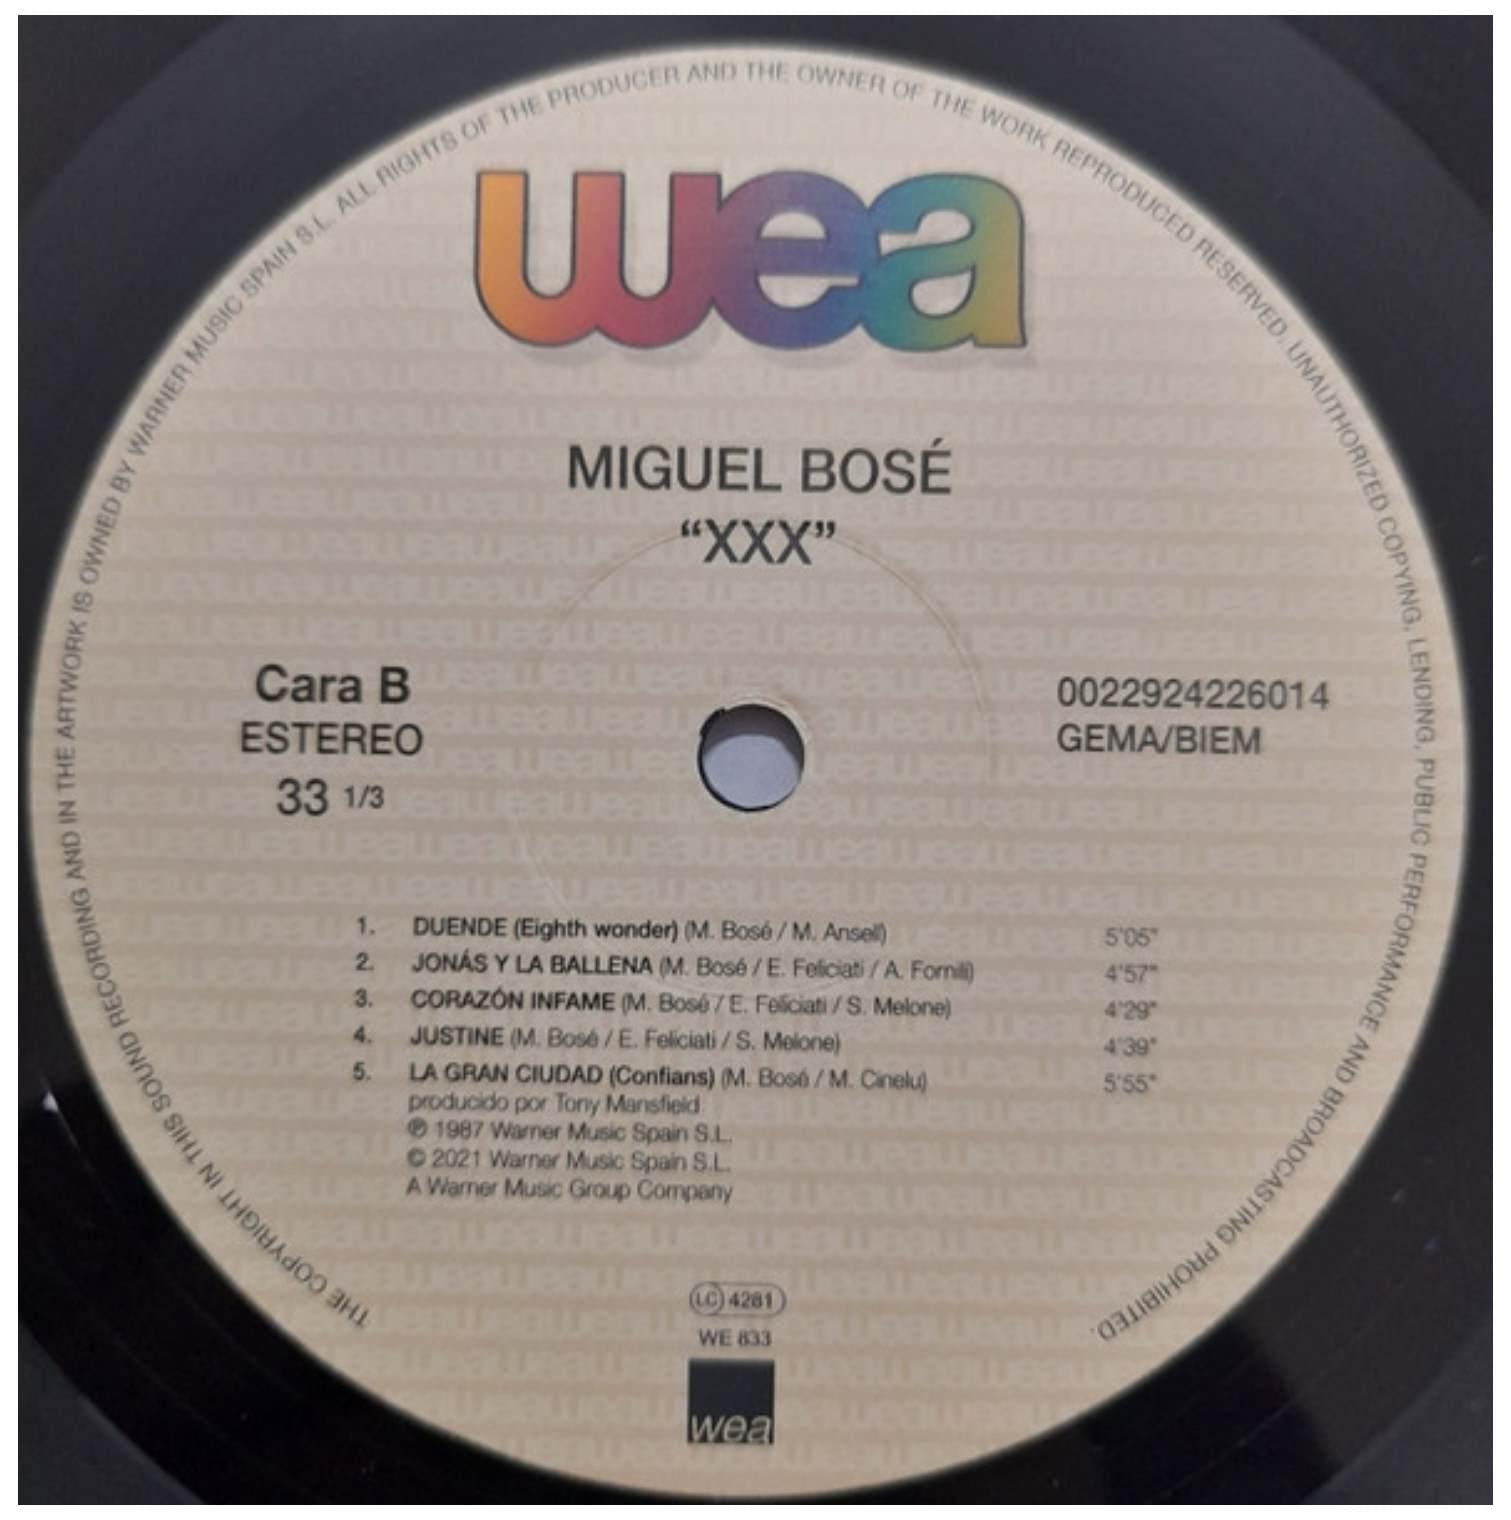 THE COPYRIGHT IN THIS SOUND RECORDING AND IN THE ARTWORK IS OWNED BY WARNER MUSIC SPAIN S.L. ALL RIGHTS OF THE PRODUCER AND THE OWNER OF THE WORK REPRODUCED RESERVED. UNAUTHORIZED COPYING, LENDING, PUBLIC PERFORMANCE AND BROADCASTING PROHIBITED.
wea
MIGUEL BOSÉ
“XXX”
Cara B
ESTEREO
33 1/3
0022924226014
GEMA/BIEM
1. DUENDE (Eighth wonder) (M. Bosé / M. Ansell) 5'05"
2. JONÁS Y LA BALLENA (M. Bosé / E. Feliciati / A. Fornili) 4'57"
3. CORAZÓN INFAME (M. Bosé / E. Feliciati / S. Melone) 4'29"
4. JUSTINE (M. Bosé / E. Feliciati / S. Melone) 4'39"
5. LA GRAN CIUDAD (Confians) (M. Bosé / M. Cinelu) 5'55"
producido por Tony Mansfield
℗ 1987 Warner Music Spain S.L.
© 2021 Warner Music Spain S.L.
A Warner Music Group Company
LC 4281
WE 833
wea